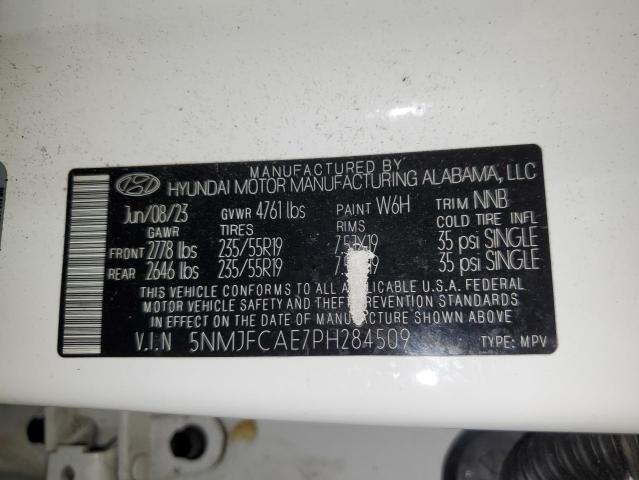 MANUFACTURED BY
HYUNDAI MOTOR MANUFACTURING ALABAMA, LLC
Jun/08/23 GVWR 4761 lbs PAINT W6H TRIM NNB
GAWR TIRES RIMS COLD TIRE INFL
FRONT 2778 lbs 235/55R19 7.5JX19 35 psi SINGLE
REAR 2646 lbs 235/55R19 35 psi SINGLE
THIS VEHICLE CONFORMS TO ALL APPLICABLE U.S.A. FEDERAL
MOTOR VEHICLE SAFETY AND THEFT PREVENTION STANDARDS
IN EFFECT ON THE DATE OF MANUFACTURE SHOWN ABOVE
V.I.N 5NMJFCAE7PH284509 TYPE: MPV